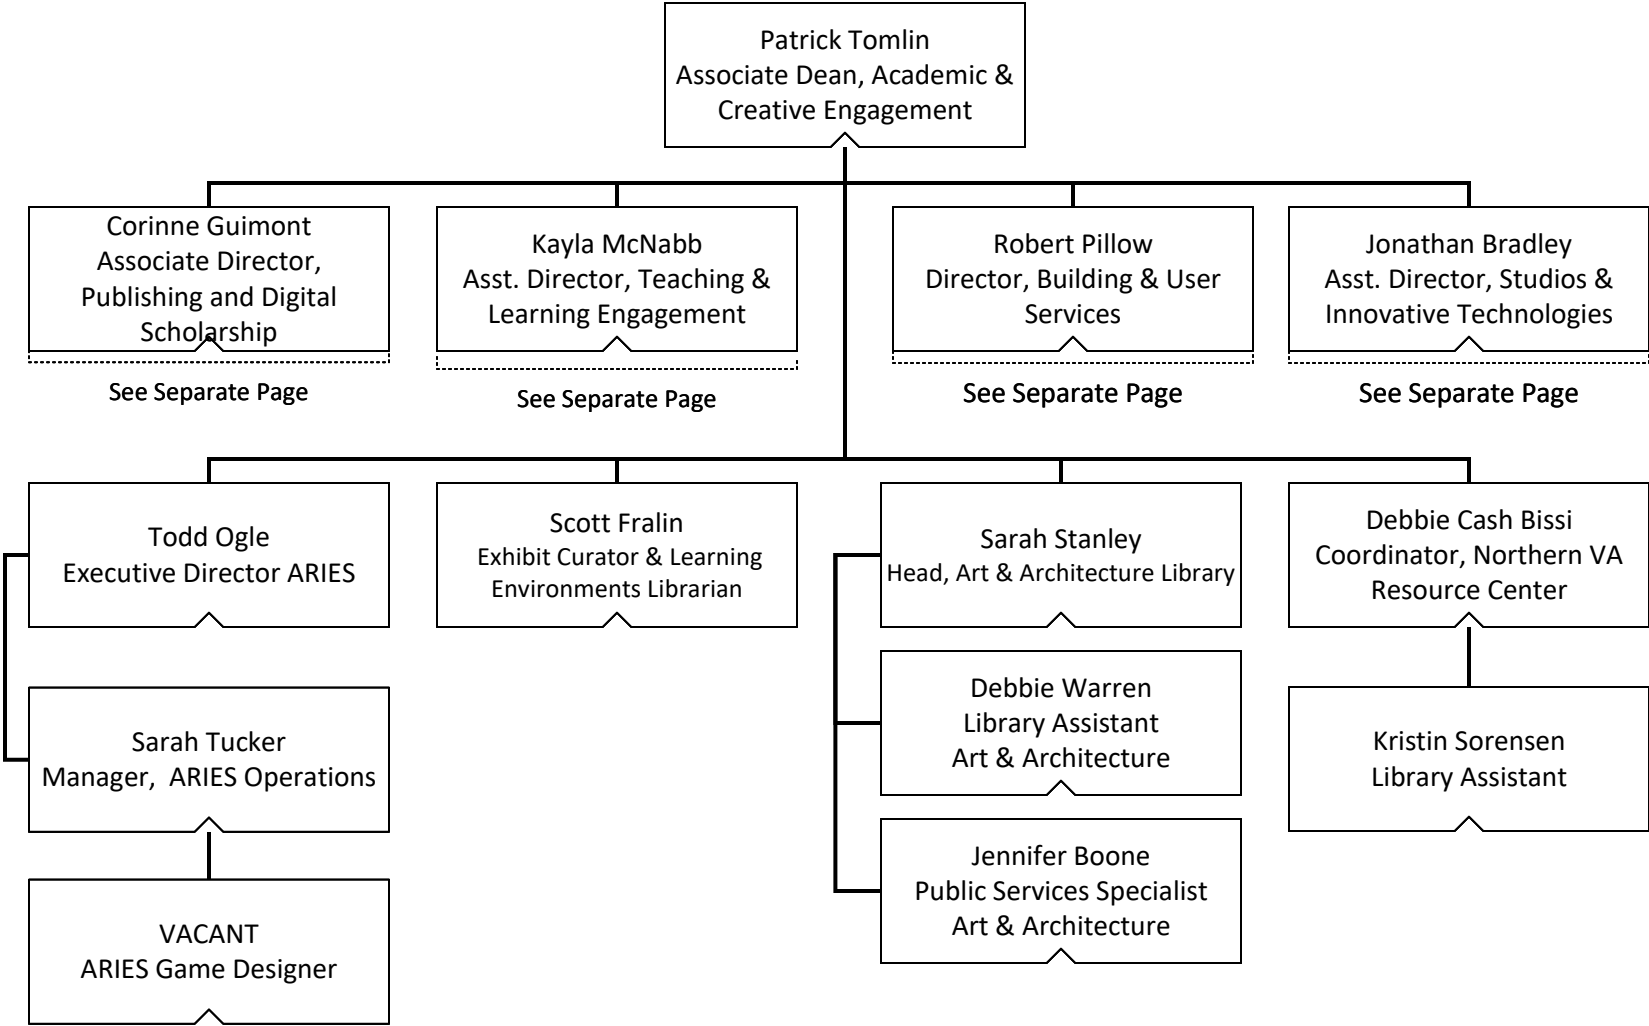 Patrick Tomlin
Associate Dean, Academic &
Creative Engagement
Corinne Guimont
Associate Director,
Publishing and Digital
Scholarship
See Separate Page
Kayla McNabb
Asst. Director, Teaching &
Learning Engagement
See Separate Page
Robert Pillow
Director, Building & User
Services
See Separate Page
Jonathan Bradley
Asst. Director, Studios &
Innovative Technologies
See Separate Page
Todd Ogle
Executive Director ARIES
Sarah Tucker
Manager,  ARIES Operations
VACANT
ARIES Game Designer
Scott Fralin
Exhibit Curator & Learning
Environments Librarian
Sarah Stanley
Head, Art & Architecture Library
Debbie Warren
Library Assistant
Art & Architecture
Jennifer Boone
Public Services Specialist
Art & Architecture
Debbie Cash Bissi
Coordinator, Northern VA
Resource Center
Kristin Sorensen
Library Assistant